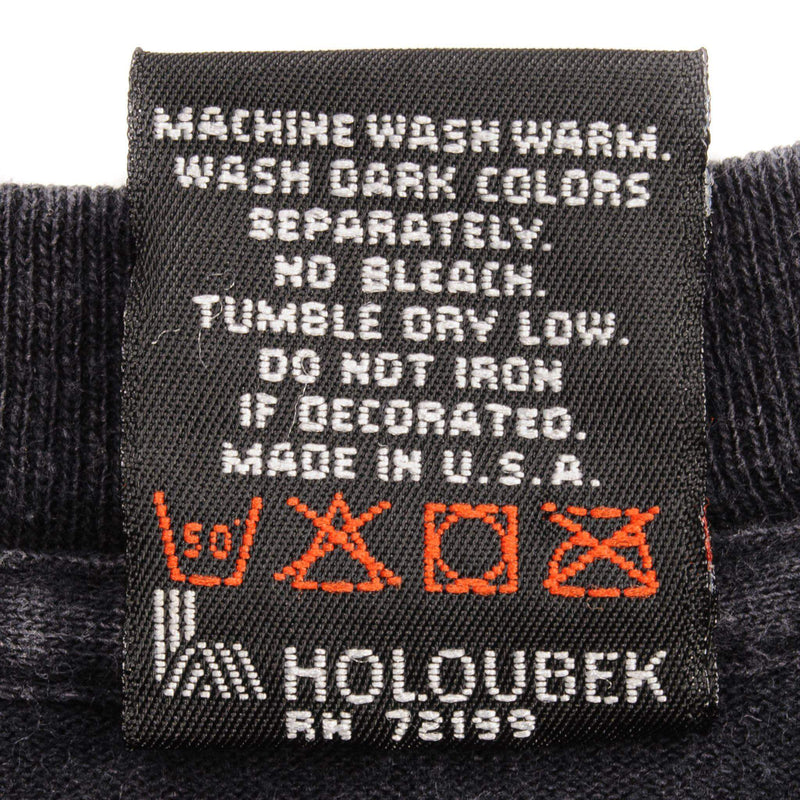 MACHINE WASH WARM.
WASH DARK COLORS
SEPARATELY.
NO BLEACH.
TUMBLE DRY LOW.
DO NOT IRON
IF DECORATED.
MADE IN U.S.A.
50°
HOLOUBEK
RN 72199